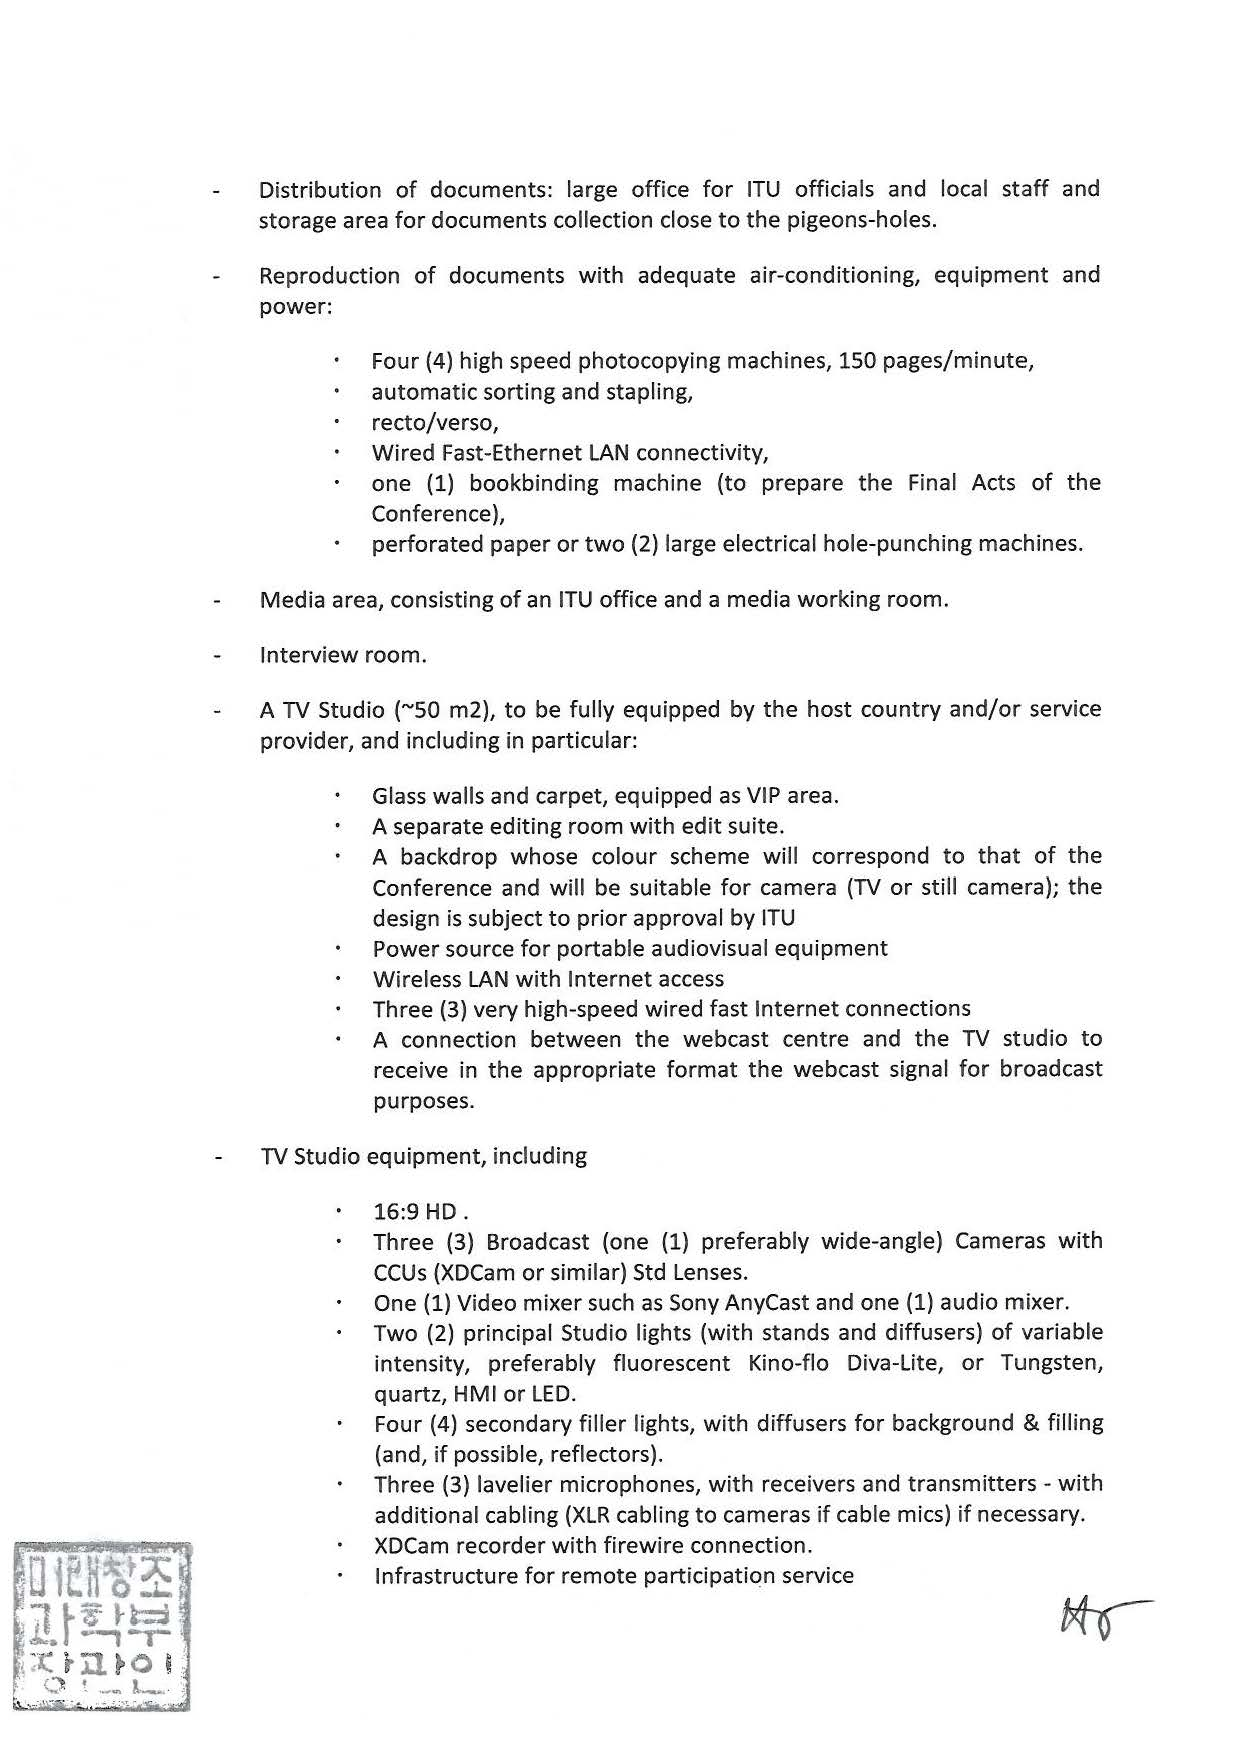 - Distribution of documents: large office for ITU officials and local staff and
storage area for documents collection close to the pigeons-holes.
- Reproduction of documents with adequate air-conditioning, equipment and
power:
· Four (4) high speed photocopying machines, 150 pages/minute,
· automatic sorting and stapling,
· recto/verso,
· Wired Fast-Ethernet LAN connectivity,
· one (1) bookbinding machine (to prepare the Final Acts of the
Conference),
· perforated paper or two (2) large electrical hole-punching machines.
- Media area, consisting of an ITU office and a media working room.
- Interview room.
- A TV Studio (~50 m2), to be fully equipped by the host country and/or service
provider, and including in particular:
· Glass walls and carpet, equipped as VIP area.
· A separate editing room with edit suite.
· A backdrop whose colour scheme will correspond to that of the
Conference and will be suitable for camera (TV or still camera); the
design is subject to prior approval by ITU
· Power source for portable audiovisual equipment
· Wireless LAN with Internet access
· Three (3) very high-speed wired fast Internet connections
· A connection between the webcast centre and the TV studio to
receive in the appropriate format the webcast signal for broadcast
purposes.
- TV Studio equipment, including
· 16:9 HD .
· Three (3) Broadcast (one (1) preferably wide-angle) Cameras with
CCUs (XDCam or similar) Std Lenses.
· One (1) Video mixer such as Sony AnyCast and one (1) audio mixer.
· Two (2) principal Studio lights (with stands and diffusers) of variable
intensity, preferably fluorescent Kino-flo Diva-Lite, or Tungsten,
quartz, HMI or LED.
· Four (4) secondary filler lights, with diffusers for background & filling
(and, if possible, reflectors).
· Three (3) lavelier microphones, with receivers and transmitters - with
additional cabling (XLR cabling to cameras if cable mics) if necessary.
· XDCam recorder with firewire connection.
· Infrastructure for remote participation service
미래창조
과학부
장관인